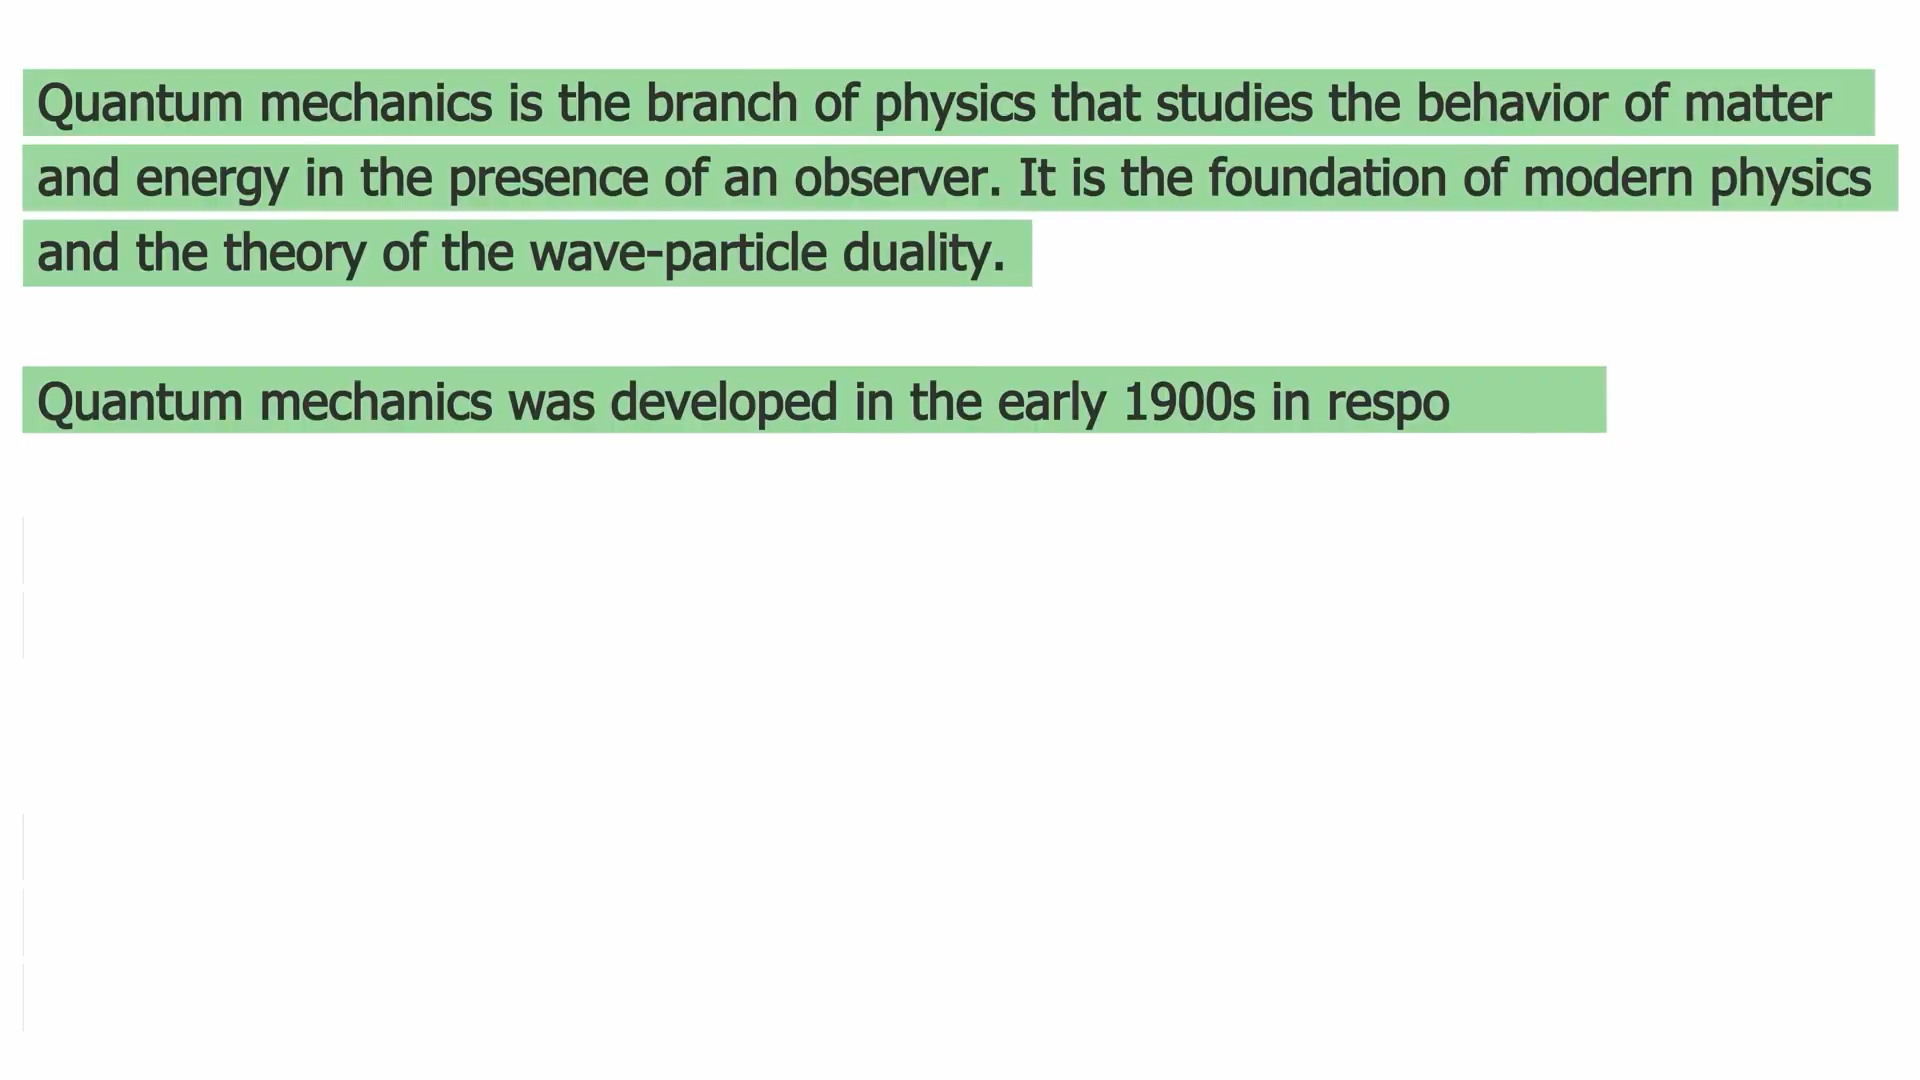 Quantum mechanics is the branch of physics that studies the behavior of matter
and energy in the presence of an observer. It is the foundation of modern physics
and the theory of the wave-particle duality.
Quantum mechanics was developed in the early 1900s in respo